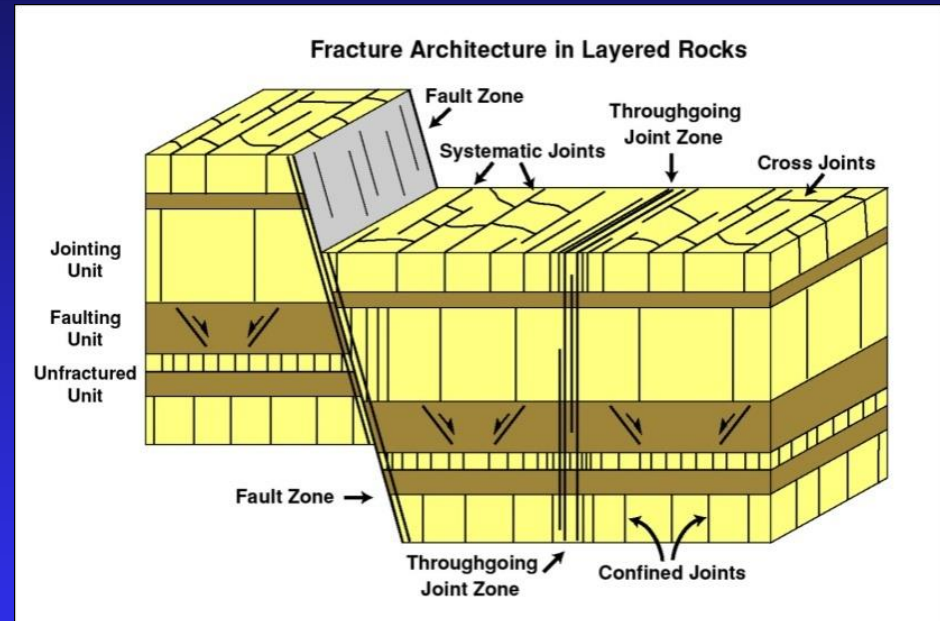 Fracture Architecture in Layered Rocks
Fault Zone
Throughgoing
Joint Zone
Systematic Joints
Cross Joints
Jointing
Unit
Faulting
Unit
Unfractured
Unit
Fault Zone
Throughgoing
Joint Zone
Confined Joints